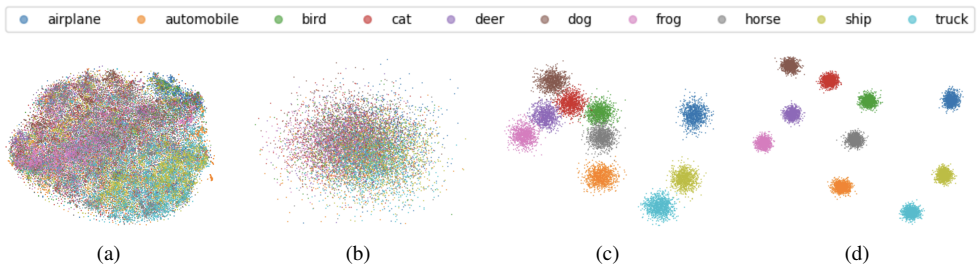 airplane automobile bird cat deer dog frog horse ship truck
(a) (b) (c) (d)